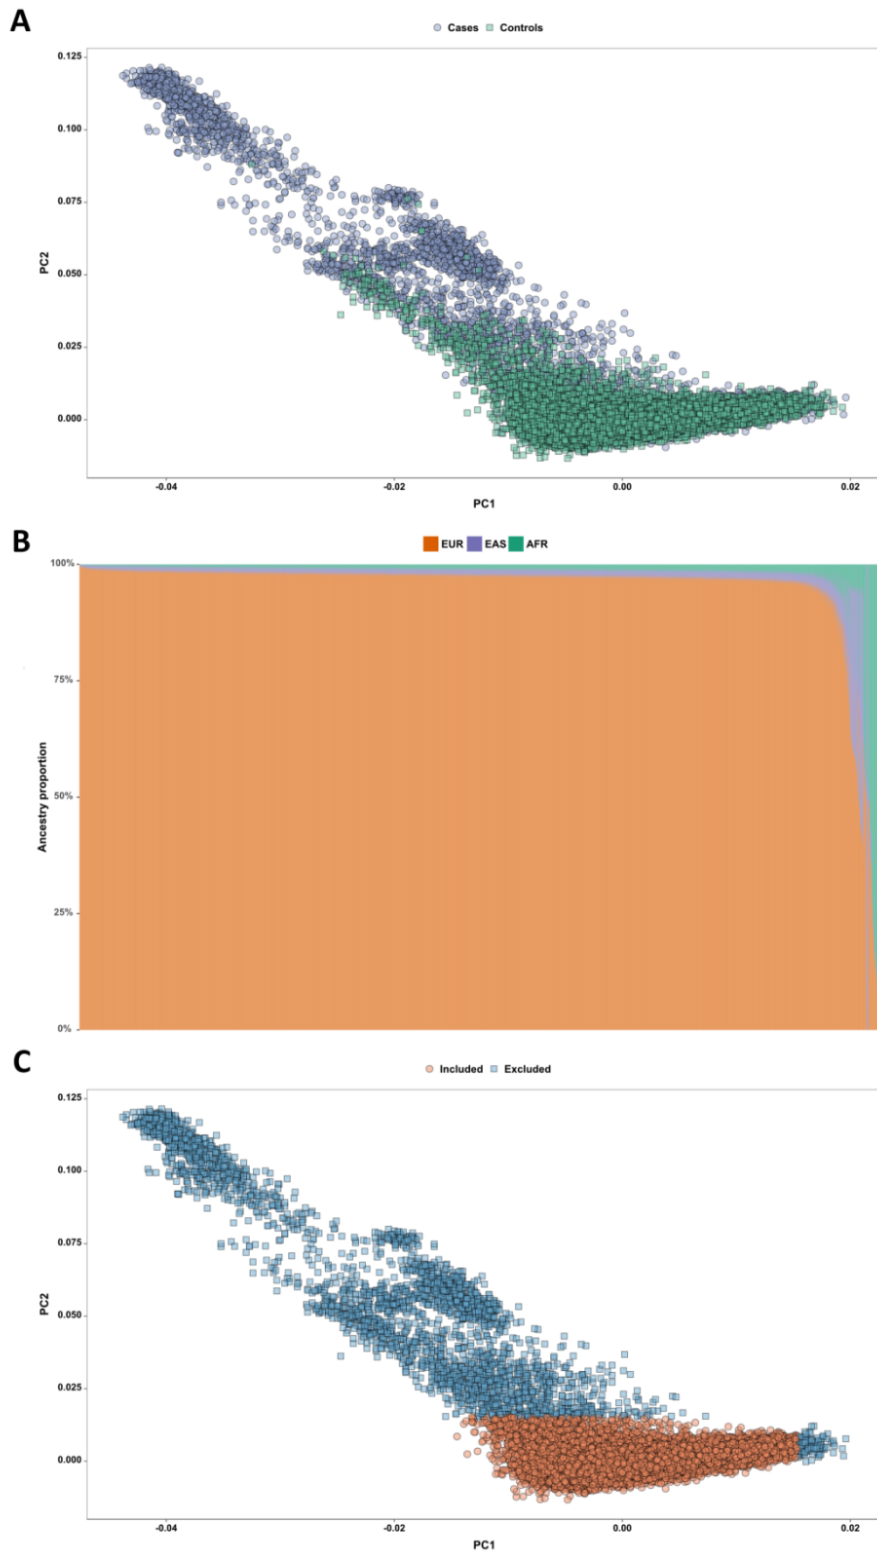 A
Cases Controls
0.125
0.100
0.075
0.050
0.025
0.000
PC2
-0.04 -0.02 0.00 0.02
PC1
B
EUR EAS AFR
100%
75%
50%
25%
0%
Ancestry proportion
C
Included Excluded
0.125
0.100
0.075
0.050
0.025
0.000
PC2
-0.04 -0.02 0.00 0.02
PC1